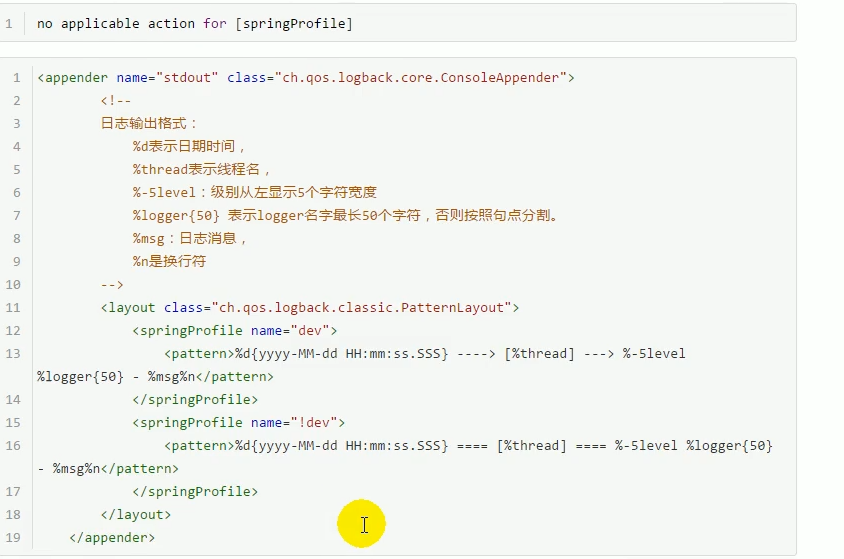 1 no applicable action for [springProfile]
1 <appender name="stdout" class="ch.qos.logback.core.ConsoleAppender">
2 <!--
3 日志输出格式：
4 %d表示日期时间，
5 %thread表示线程名，
6 %-5level：级别从左显示5个字符宽度
7 %logger{50} 表示logger名字最长50个字符，否则按照句点分割。
8 %msg：日志消息，
9 %n是换行符
10 -->
11 <layout class="ch.qos.logback.classic.PatternLayout">
12 <springProfile name="dev">
13 <pattern>%d{yyyy-MM-dd HH:mm:ss.SSS} ----> [%thread] ---> %-5level
%logger{50} - %msg%n</pattern>
14 </springProfile>
15 <springProfile name="!dev">
16 <pattern>%d{yyyy-MM-dd HH:mm:ss.SSS} ==== [%thread] ==== %-5level %logger{50}
- %msg%n</pattern>
17 </springProfile>
18 </layout>
19 </appender>